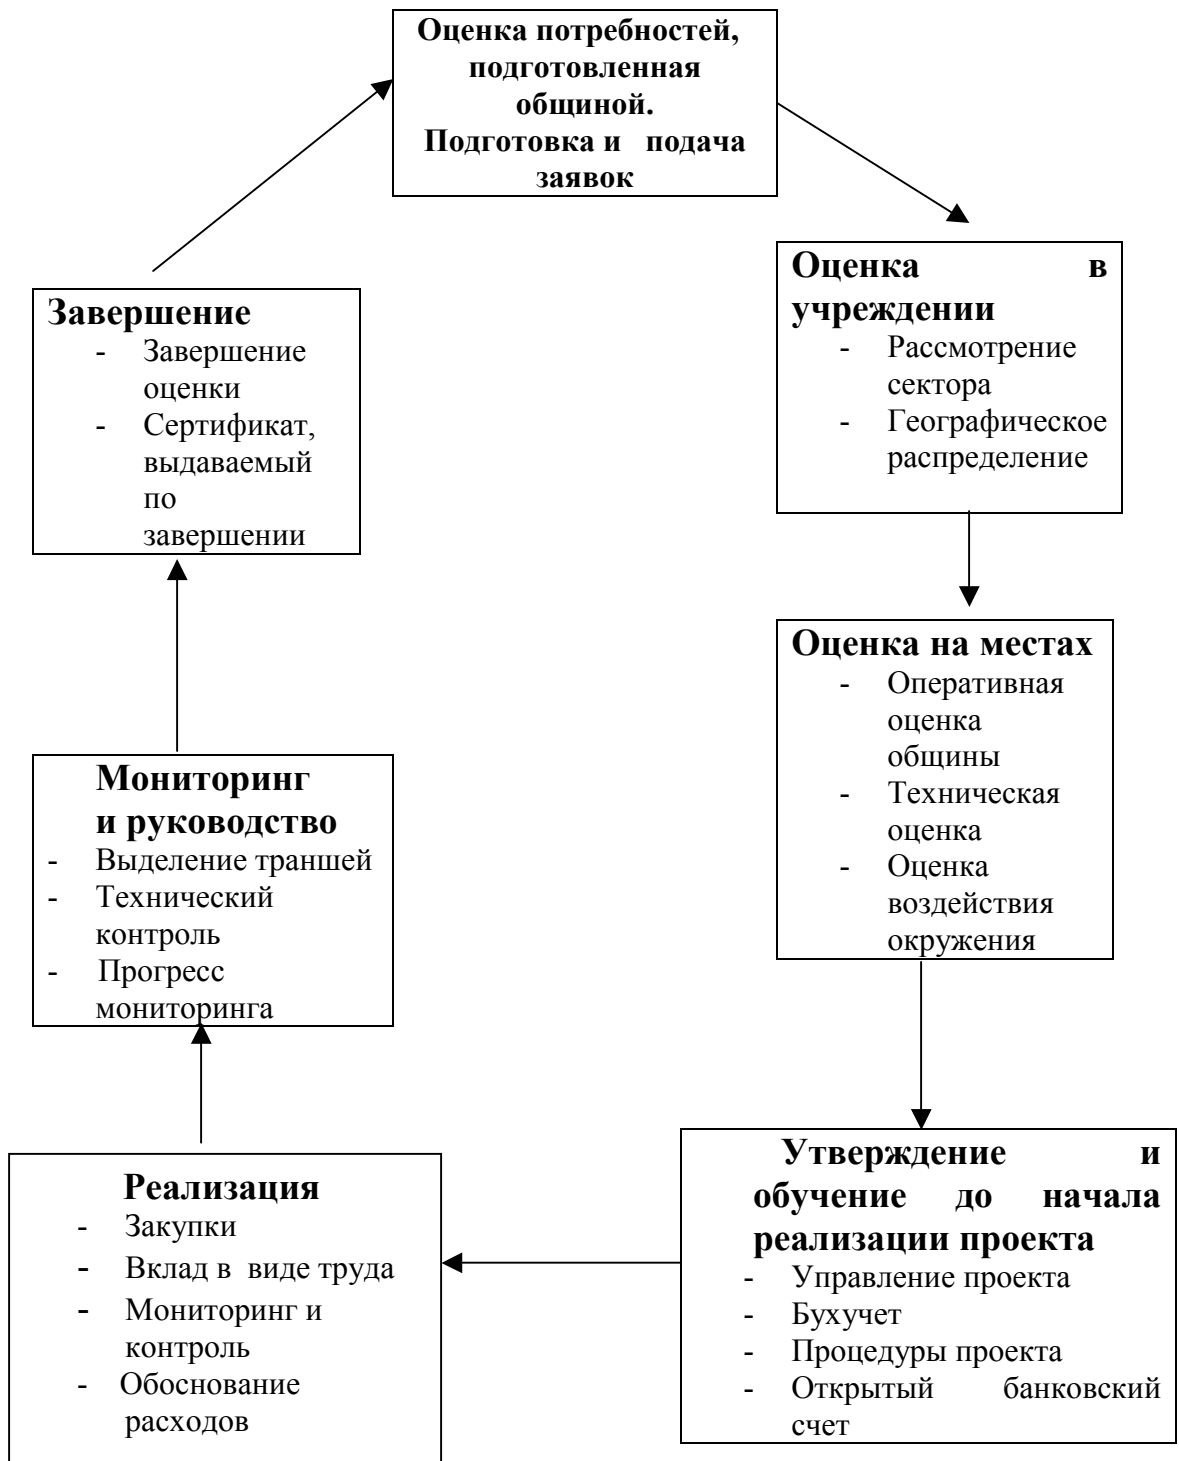 Оценка потребностей,
подготовленная
общиной.
Подготовка и подача
заявок
Оценка в
учреждении
- Рассмотрение
сектора
- Географическое
распределение
Оценка на местах
- Оперативная
оценка
общины
- Техническая
оценка
- Оценка
воздействия
окружения
Утверждение и
обучение до начала
реализации проекта
- Управление проекта
- Бухучет
- Процедуры проекта
- Открытый банковский
счет
Реализация
- Закупки
- Вклад в виде труда
- Мониторинг и
контроль
- Обоснование
расходов
Мониторинг
и руководство
- Выделение траншей
- Технический
контроль
- Прогресс
мониторинга
Завершение
- Завершение
оценки
- Сертификат,
выдаваемый
по
завершении